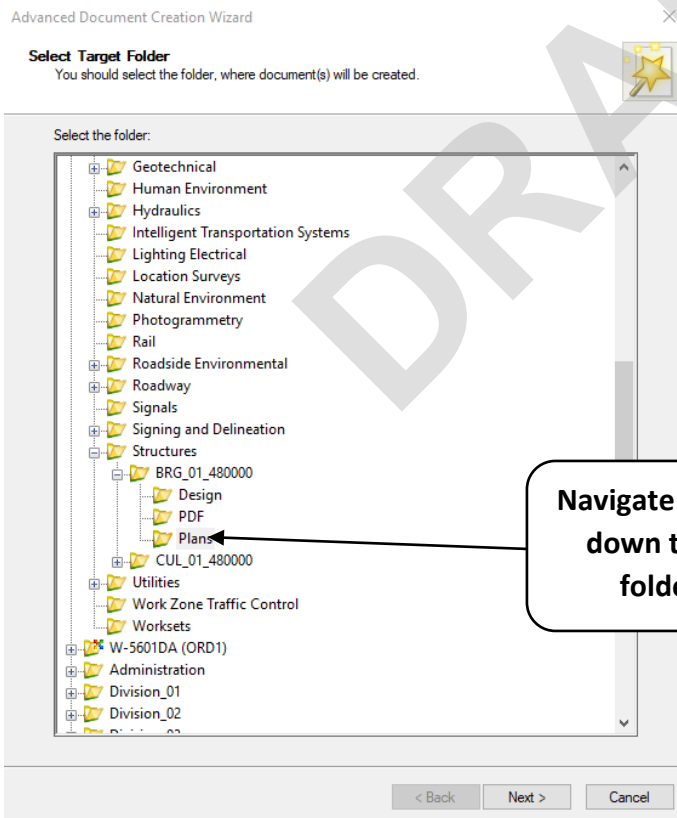 Advanced Document Creation Wizard
Select Target Folder
You should select the folder, where document(s) will be created.
Select the folder:
Geotechnical
Human Environment
Hydraulics
Intelligent Transportation Systems
Lighting Electrical
Location Surveys
Natural Environment
Photogrammetry
Rail
Roadside Environmental
Roadway
Signals
Signing and Delineation
Structures
BRG_01_480000
Design
PDF
Plans
CUL_01_480000
Utilities
Work Zone Traffic Control
Worksets
W-5601DA (ORD1)
Administration
Division_01
Division_02
Navigate
down t
folde
< Back Next > Cancel
DRA